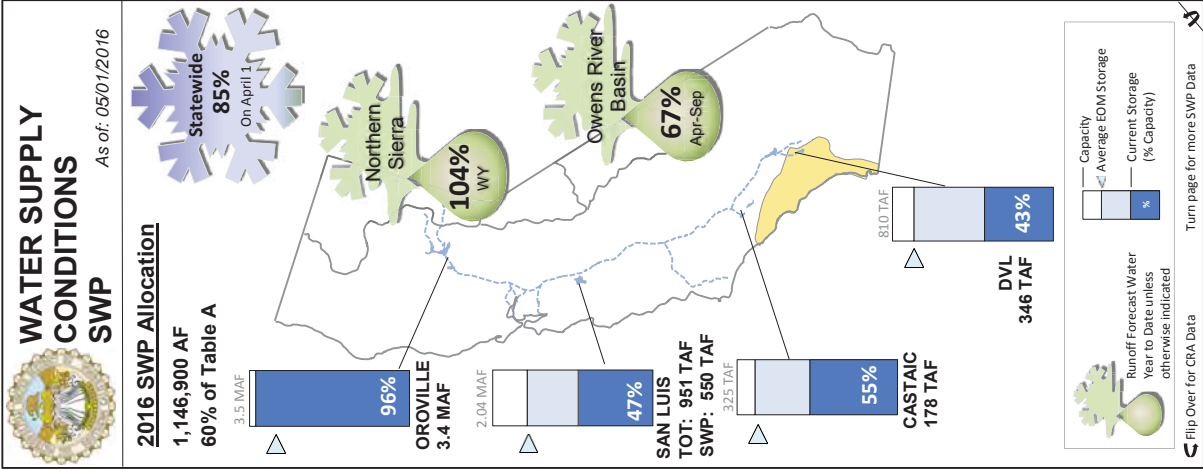 WATER SUPPLY
CONDITIONS
SWP
As of: 05/01/2016
2016 SWP Allocation
1,146,900 AF
60% of Table A
Statewide
85%
On April 1
Northern
Sierra
104%
WY
Owens River
Basin
67%
Apr-Sep
3.5 MAF
96%
OROVILLE
3.4 MAF
2.04 MAF
47%
SAN LUIS
TOT: 951 TAF
SWP: 550 TAF
325 TAF
55%
CASTAIC
178 TAF
810 TAF
43%
DVL
346 TAF
Runoff Forecast Water
Year to Date unless
otherwise indicated
%
Capacity
Average EOM Storage
Current Storage
(% Capacity)
Flip Over for CRA Data
Turn page for more SWP Data